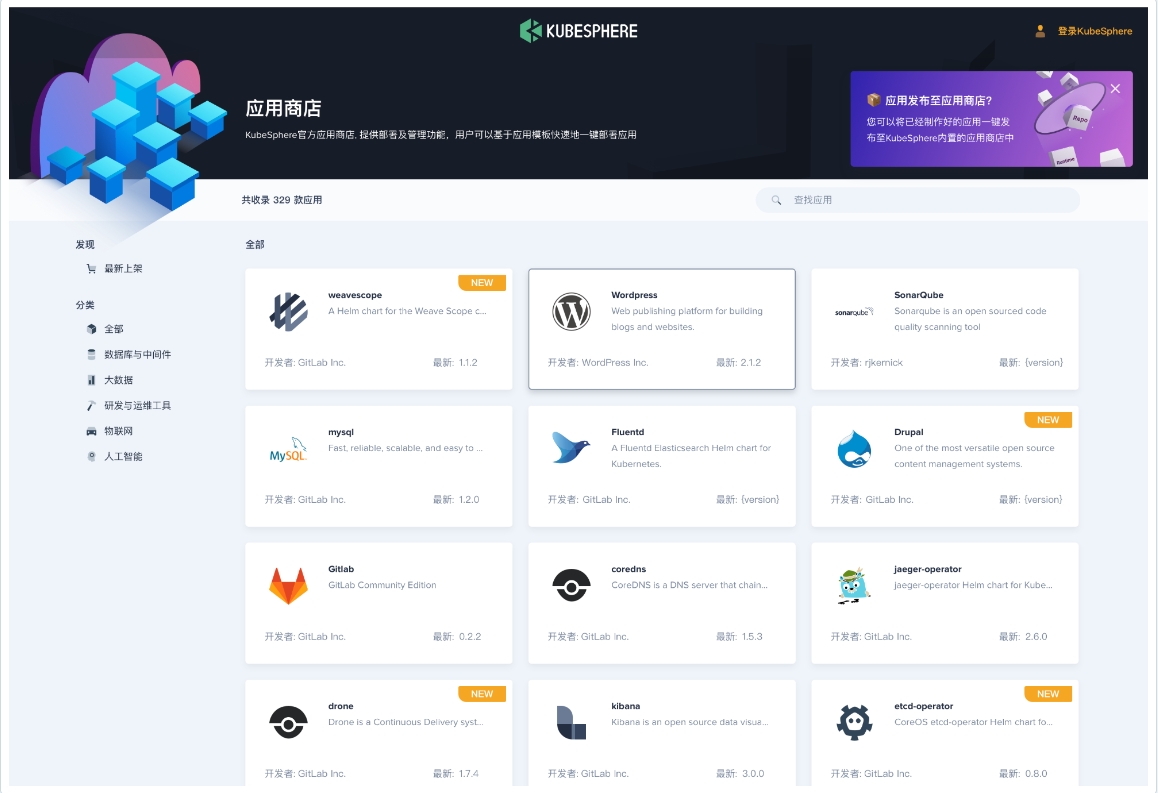 KUBESPHERE
登录KubeSphere
应用商店
KubeSphere官方应用商店, 提供部署及管理功能，用户可以基于应用模板快速地一键部署应用
应用发布至应用商店?
您可以将已经制作好的应用一键发
布至KubeSphere内置的应用商店中
Repo
Runtime
共收录 329 款应用
查找应用
发现
最新上架
分类
全部
数据库与中间件
大数据
研发与运维工具
物联网
人工智能
全部
NEW
weavescope
A Helm chart for the Weave Scope c...
开发者: GitLab Inc.
最新: 1.1.2
Wordpress
Web publishing platform for building
blogs and websites.
开发者: WordPress Inc.
最新: 2.1.2
sonarqube
SonarQube
Sonarqube is an open sourced code
quality scanning tool
开发者: rjkernick
最新: {version}
MySQL
mysql
Fast, reliable, scalable, and easy to ...
开发者: GitLab Inc.
最新: 1.2.0
Fluentd
A Fluentd Elasticsearch Helm chart for
Kubernetes.
开发者: GitLab Inc.
最新: {version}
NEW
Drupal
One of the most versatile open source
content management systems.
开发者: GitLab Inc.
最新: {version}
Gitlab
GitLab Community Edition
开发者: GitLab Inc.
最新: 0.2.2
coredns
CoreDNS is a DNS server that chain...
开发者: GitLab Inc.
最新: 1.5.3
jaeger-operator
jaeger-operator Helm chart for Kube...
开发者: GitLab Inc.
最新: 2.6.0
NEW
drone
Drone is a Continuous Delivery syst...
开发者: GitLab Inc.
最新: 1.7.4
kibana
Kibana is an open source data visua...
开发者: GitLab Inc.
最新: 3.0.0
NEW
etcd-operator
CoreOS etcd-operator Helm chart fo...
开发者: GitLab Inc.
最新: 0.8.0